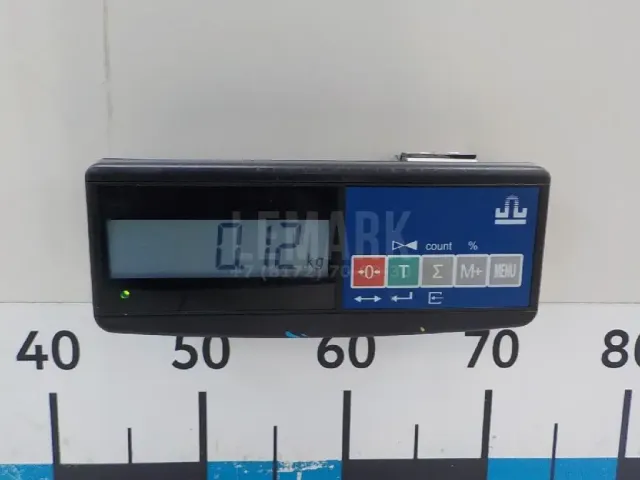 LEMARK
0.12 kg
count %
→0← T Σ M+ MENU
40 50 60 70 80